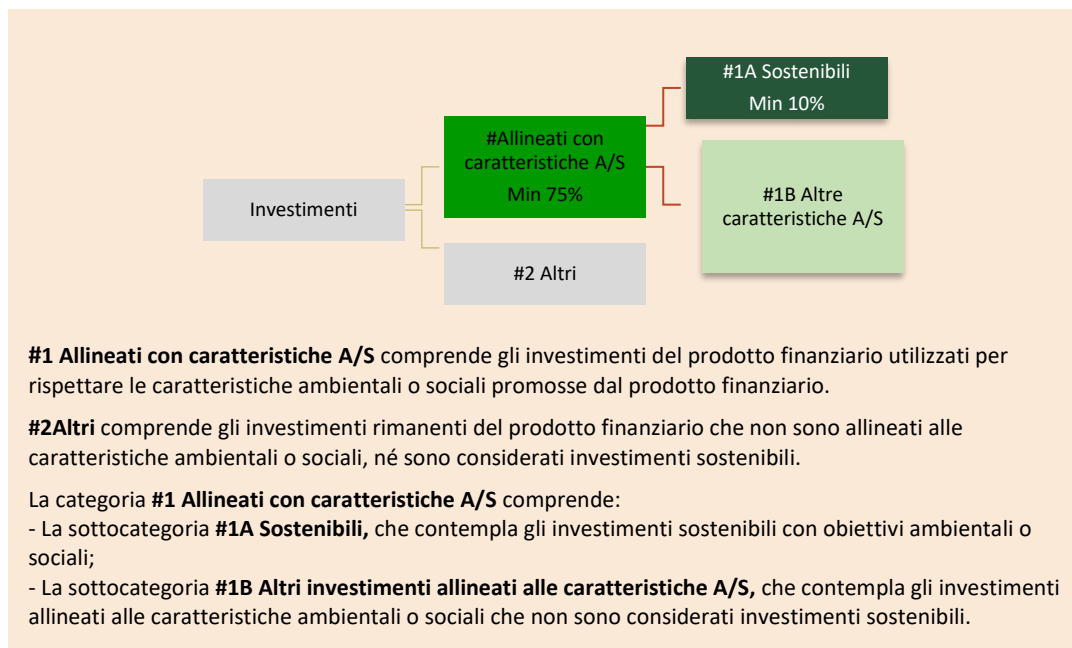 #1A Sostenibili
Min 10%
#Allineati con
caratteristiche A/S
Min 75%
#1B Altre
caratteristiche A/S
Investimenti
#2 Altri
#1 Allineati con caratteristiche A/S comprende gli investimenti del prodotto finanziario utilizzati per
rispettare le caratteristiche ambientali o sociali promosse dal prodotto finanziario.
#2Altri comprende gli investimenti rimanenti del prodotto finanziario che non sono allineati alle
caratteristiche ambientali o sociali, né sono considerati investimenti sostenibili.
La categoria #1 Allineati con caratteristiche A/S comprende:
- La sottocategoria #1A Sostenibili, che contempla gli investimenti sostenibili con obiettivi ambientali o
sociali;
- La sottocategoria #1B Altri investimenti allineati alle caratteristiche A/S, che contempla gli investimenti
allineati alle caratteristiche ambientali o sociali che non sono considerati investimenti sostenibili.